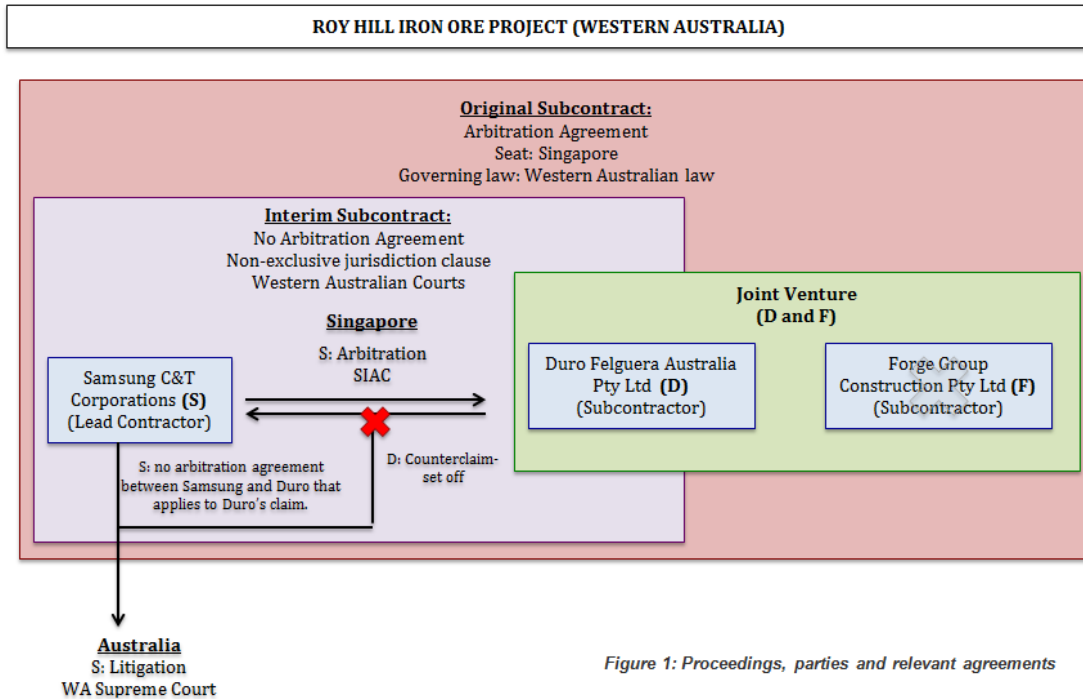 ROY HILL IRON ORE PROJECT (WESTERN AUSTRALIA)
Original Subcontract:
Arbitration Agreement
Seat: Singapore
Governing law: Western Australian law
Interim Subcontract:
No Arbitration Agreement
Non-exclusive jurisdiction clause
Western Australian Courts
Joint Venture
(D and F)
Singapore
S: Arbitration
SIAC
Samsung C&T
Corporations (S)
(Lead Contractor)
Duro Felguera Australia
Pty Ltd (D)
(Subcontractor)
Forge Group
Construction Pty Ltd (F)
(Subcontractor)
S: no arbitration agreement
between Samsung and Duro that
applies to Duro's claim.
D: Counterclaim-
set off
Australia
S: Litigation
WA Supreme Court
Figure 1: Proceedings, parties and relevant agreements